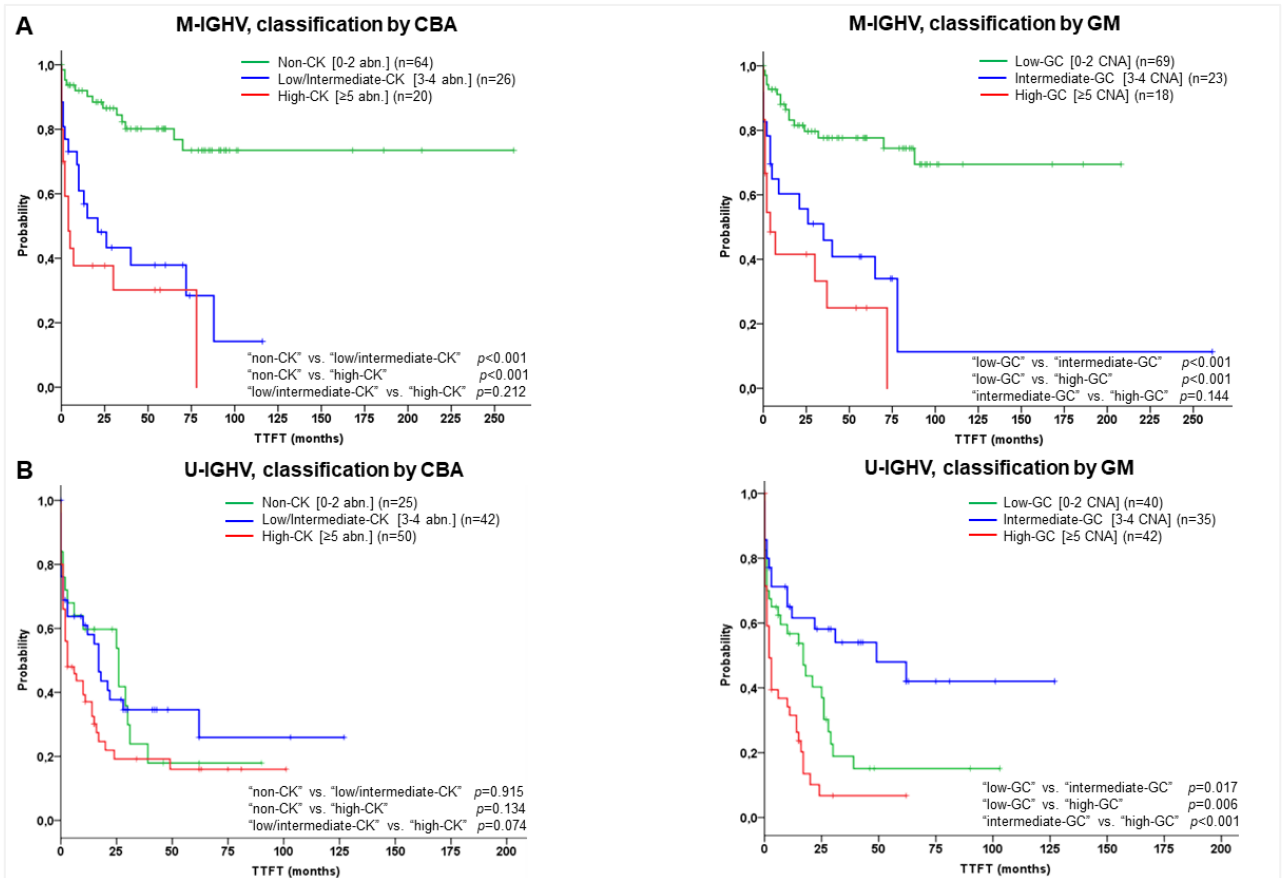 A
M-IGHV, classification by CBA
Non-CK [0-2 abn.] (n=64)
Low/Intermediate-CK [3-4 abn.] (n=26)
High-CK [≥5 abn.] (n=20)
1,0
0,8
0,6
0,4
0,2
0,0
Probability
"non-CK" vs. "low/intermediate-CK" p<0.001
"non-CK" vs. "high-CK" p<0.001
"low/intermediate-CK" vs. "high-CK" p=0.212
0 25 50 75 100 125 150 175 200 225 250
TTFT (months)
M-IGHV, classification by GM
Low-GC [0-2 CNA] (n=69)
Intermediate-GC [3-4 CNA] (n=23)
High-GC [≥5 CNA] (n=18)
1,0
0,8
0,6
0,4
0,2
0,0
Probability
"low-GC" vs. "intermediate-GC" p<0.001
"low-GC" vs. "high-GC" p<0.001
"intermediate-GC" vs. "high-GC" p=0.144
0 25 50 75 100 125 150 175 200 225 250
TTFT (months)
B
U-IGHV, classification by CBA
Non-CK [0-2 abn.] (n=25)
Low/Intermediate-CK [3-4 abn.] (n=42)
High-CK [≥5 abn.] (n=50)
1,0
0,8
0,6
0,4
0,2
0,0
Probability
"non-CK" vs "low/intermediate-CK" p=0.915
"non-CK" vs. "high-CK" p=0.134
"low/intermediate-CK" vs. "high-CK" p=0.074
0 25 50 75 100 125 150 175 200
TTFT (months)
U-IGHV, classification by GM
Low-GC [0-2 CNA] (n=40)
Intermediate-GC [3-4 CNA] (n=35)
High-GC [≥5 CNA] (n=42)
1,0
0,8
0,6
0,4
0,2
0,0
Probability
"low-GC" vs. "intermediate-GC" p=0.017
"low-GC" vs. "high-GC" p=0.006
"intermediate-GC" vs. "high-GC" p<0.001
0 25 50 75 100 125 150 175 200
TTFT (months)